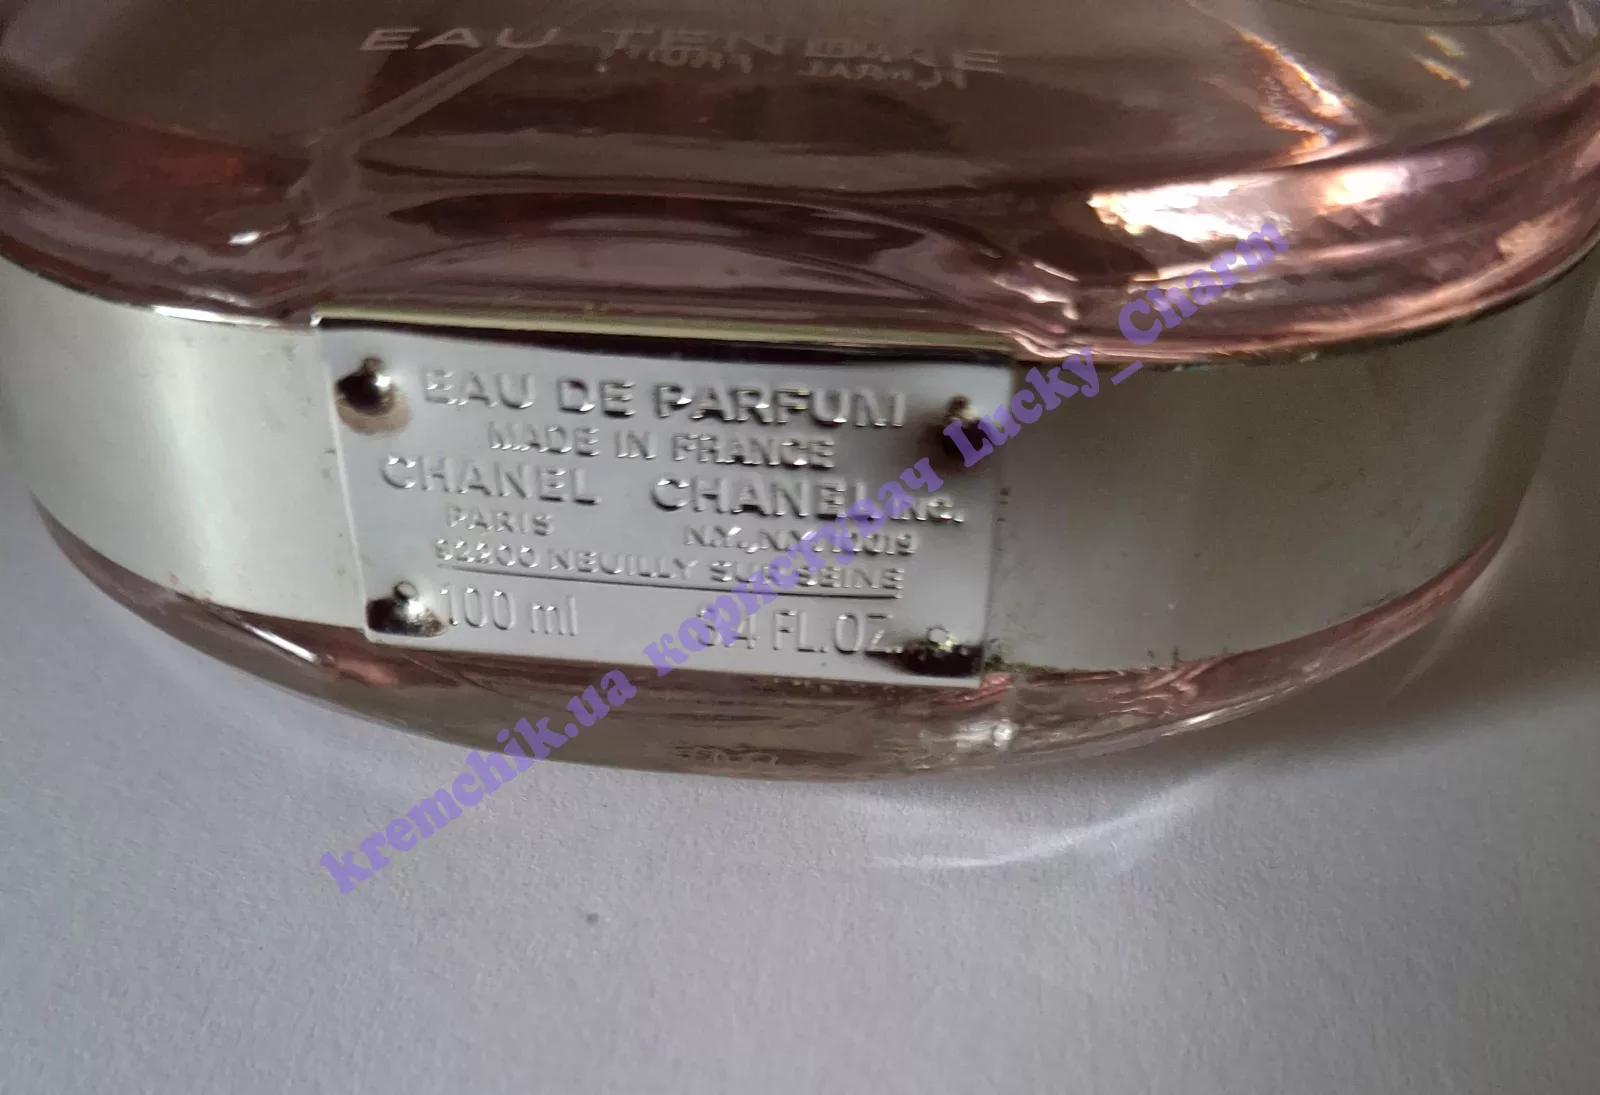 EAU TENDRE
EAU DE PARFUM
MADE IN FRANCE
CHANEL CHANEL, INC.
PARIS N.Y., N.Y. 10019
92200 NEUILLY SUR SEINE
100 ml 3.4 FL. OZ.
kremchik.ua користувач Lucky_Charm